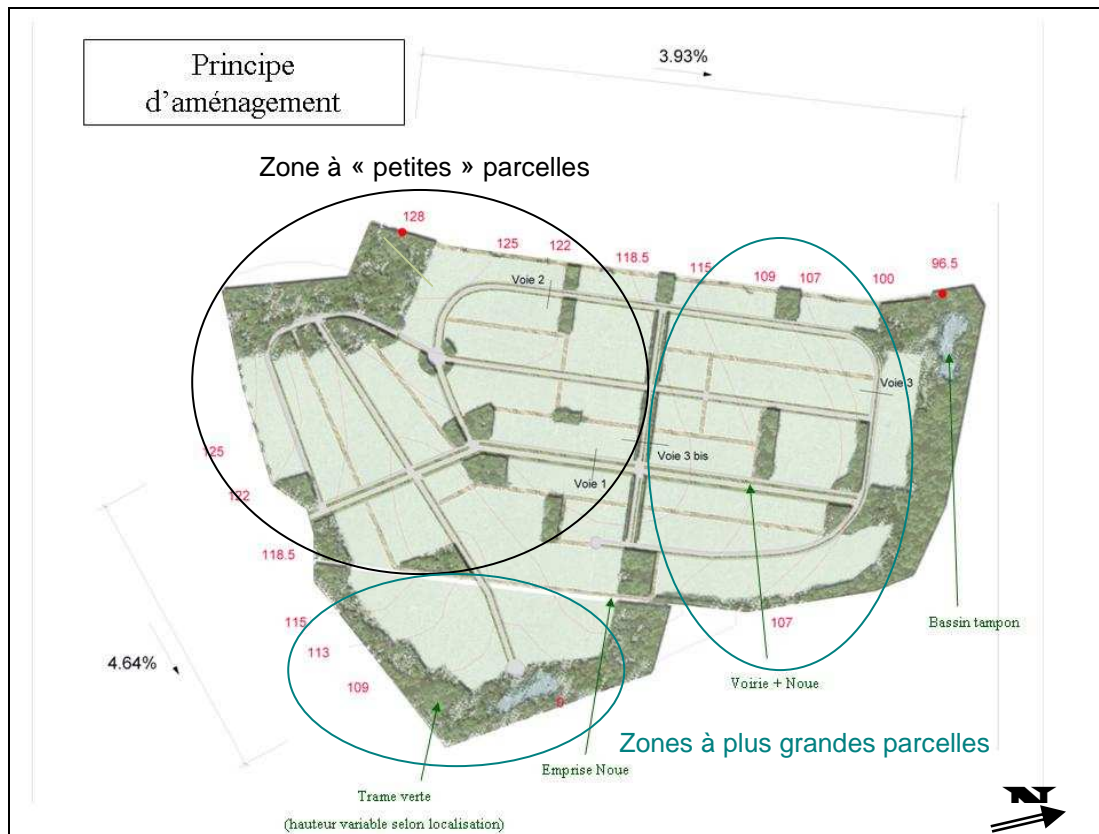 Principe
d'aménagement
3.93%
Zone à « petites » parcelles
128
125
122
118.5
115
109
107
100
96.5
Voie 2
Voie 3
125
Voie 3 bis
Voie 1
122
118.5
115
113
109
4.64%
107
Bassin tampon
Voirie + Noue
9
Zones à plus grandes parcelles
Emprise Noue
Trame verte
(hauteur variable selon localisation)
N